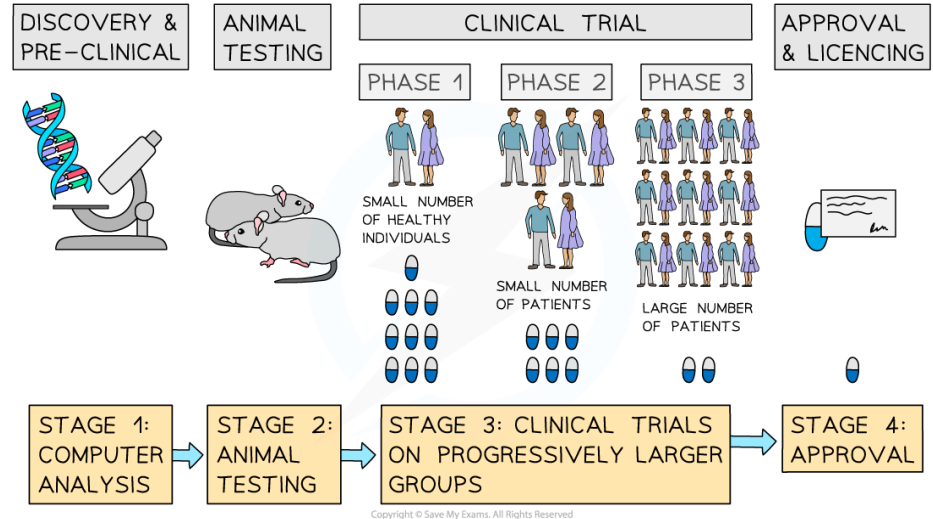 DISCOVERY &
PRE-CLINICAL
ANIMAL
TESTING
CLINICAL TRIAL
APPROVAL
& LICENCING
PHASE 1
PHASE 2
PHASE 3
SMALL NUMBER
OF HEALTHY
INDIVIDUALS
SMALL NUMBER
OF PATIENTS
LARGE NUMBER
OF PATIENTS
STAGE 1:
COMPUTER
ANALYSIS
STAGE 2:
ANIMAL
TESTING
STAGE 3: CLINICAL TRIALS
ON PROGRESSIVELY LARGER
GROUPS
STAGE 4:
APPROVAL
Copyright © Save My Exams. All Rights Reserved